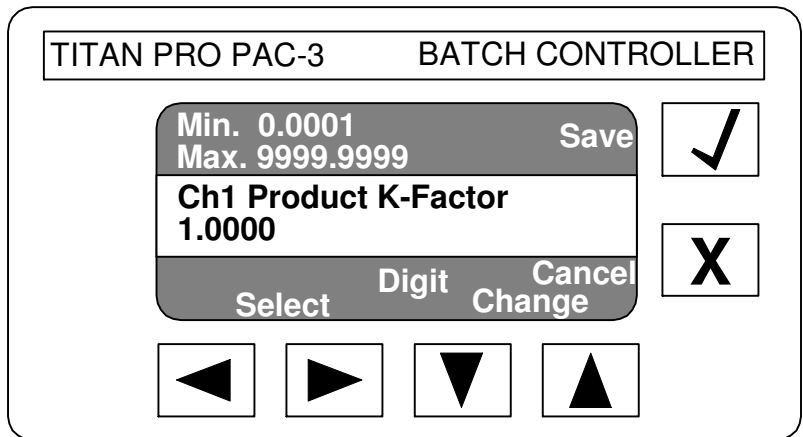 TITAN PRO PAC-3 BATCH CONTROLLER
Min. 0.0001
Save
Max. 9999.9999
Ch1 Product K-Factor
1.0000
Digit Cancel
Select Change
X